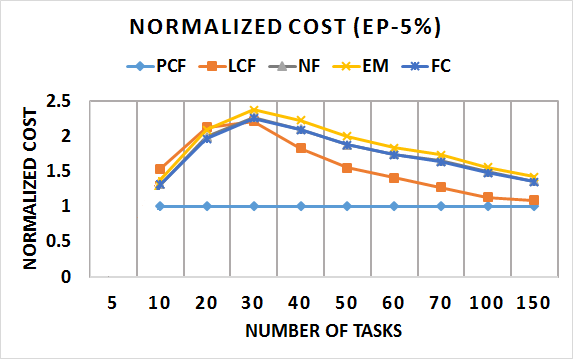 NORMALIZED COST (EP-5%)
PCF LCF NF EM FC
NORMALIZED COST
2.5
2
1.5
1
0.5
0
5 10 20 30 40 50 60 70 100 150
NUMBER OF TASKS